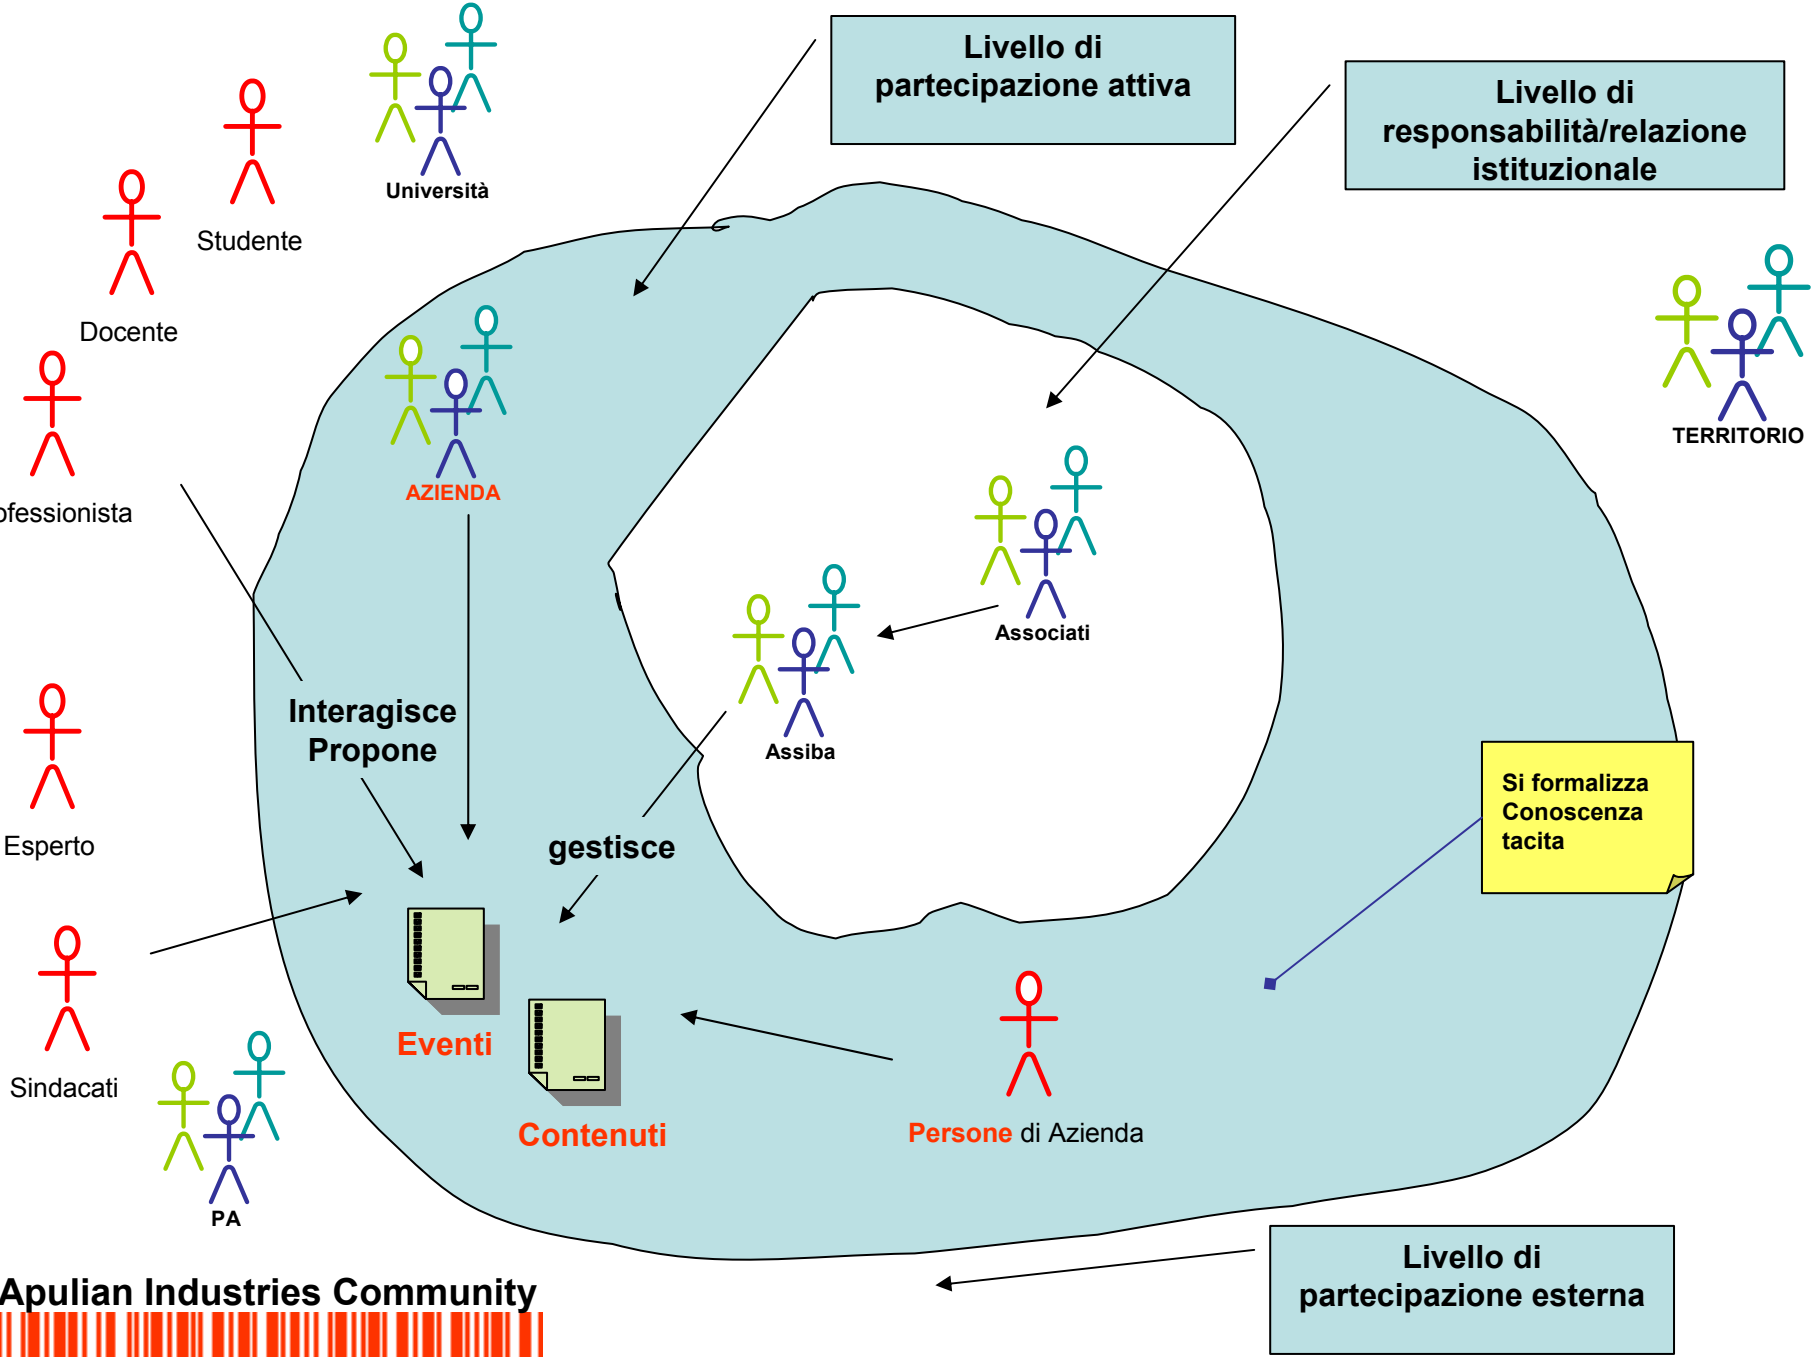 Livello di
partecipazione attiva
Livello di
responsabilità/relazione
istituzionale
Università
Studente
Docente
ofessionista
Esperto
Sindacati
PA
TERRITORIO
AZIENDA
Associati
Assiba
Interagisce
Propone
gestisce
Si formalizza
Conoscenza
tacita
Eventi
Contenuti
Persone di Azienda
Livello di
partecipazione esterna
Apulian Industries Community